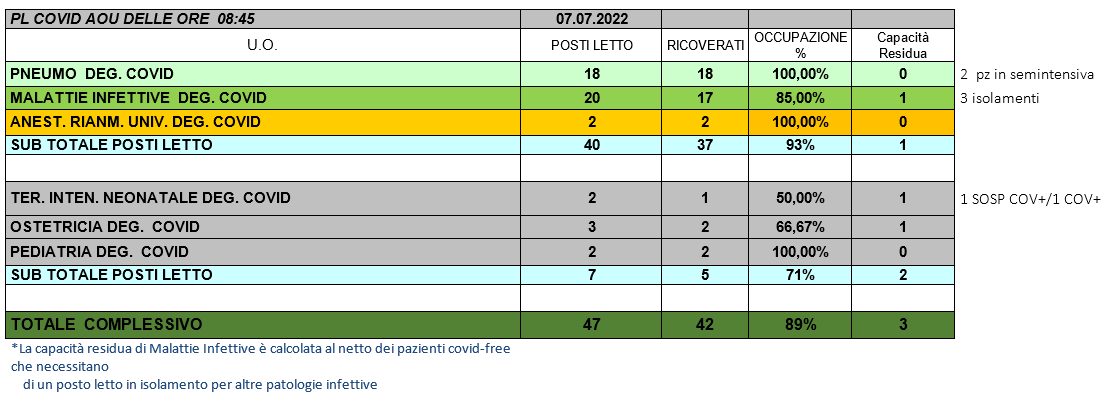 PL COVID AOU DELLE ORE 08:45 07.07.2022
U.O. POSTI LETTO RICOVERATI OCCUPAZIONE % Capacità Residua
PNEUMO DEG. COVID 18 18 100,00% 0 2 pz in semintensiva
MALATTIE INFETTIVE DEG. COVID 20 17 85,00% 1 3 isolamenti
ANEST. RIANM. UNIV. DEG. COVID 2 2 100,00% 0
SUB TOTALE POSTI LETTO 40 37 93% 1
TER. INTEN. NEONATALE DEG. COVID 2 1 50,00% 1 1 SOSP COV+/1 COV+
OSTETRICIA DEG. COVID 3 2 66,67% 1
PEDIATRIA DEG. COVID 2 2 100,00% 0
SUB TOTALE POSTI LETTO 7 5 71% 2
TOTALE COMPLESSIVO 47 42 89% 3
*La capacità residua di Malattie Infettive è calcolata al netto dei pazienti covid-free
che necessitano
di un posto letto in isolamento per altre patologie infettive